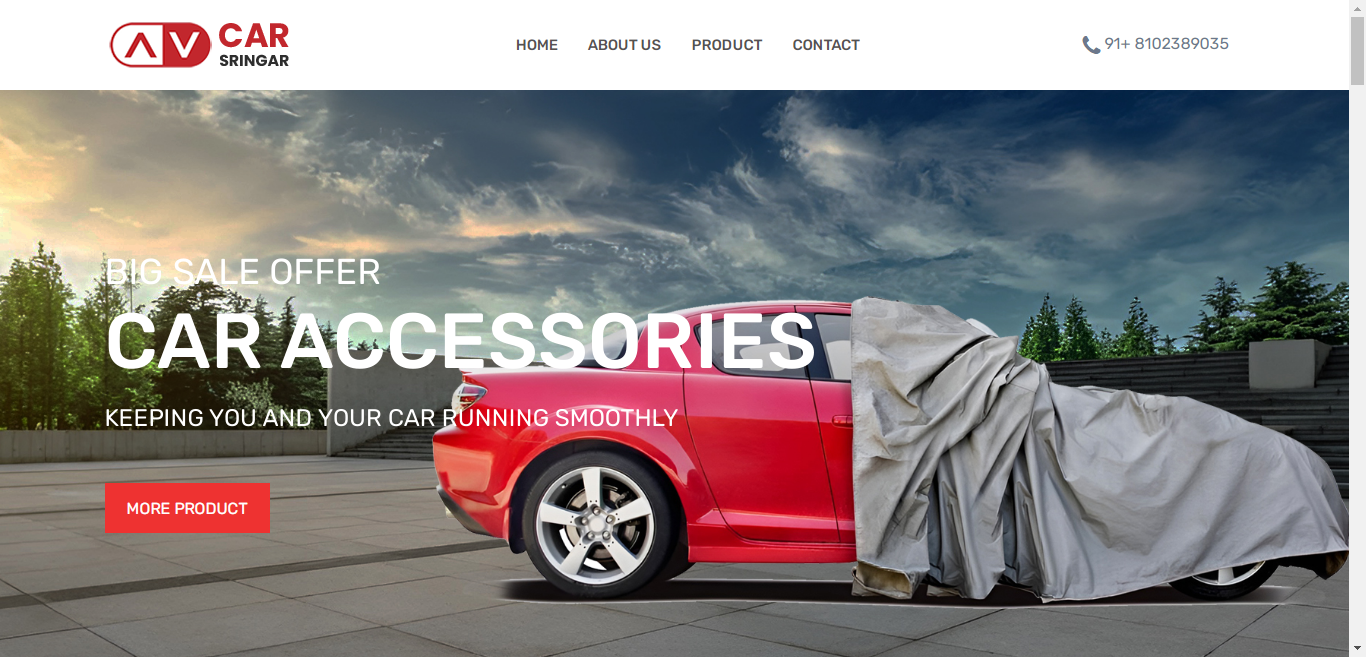 AV CAR
SRINGAR
HOME ABOUT US PRODUCT CONTACT
91+ 8102389035
BIG SALE OFFER
CAR ACCESSORIES
KEEPING YOU AND YOUR CAR RUNNING SMOOTHLY
MORE PRODUCT